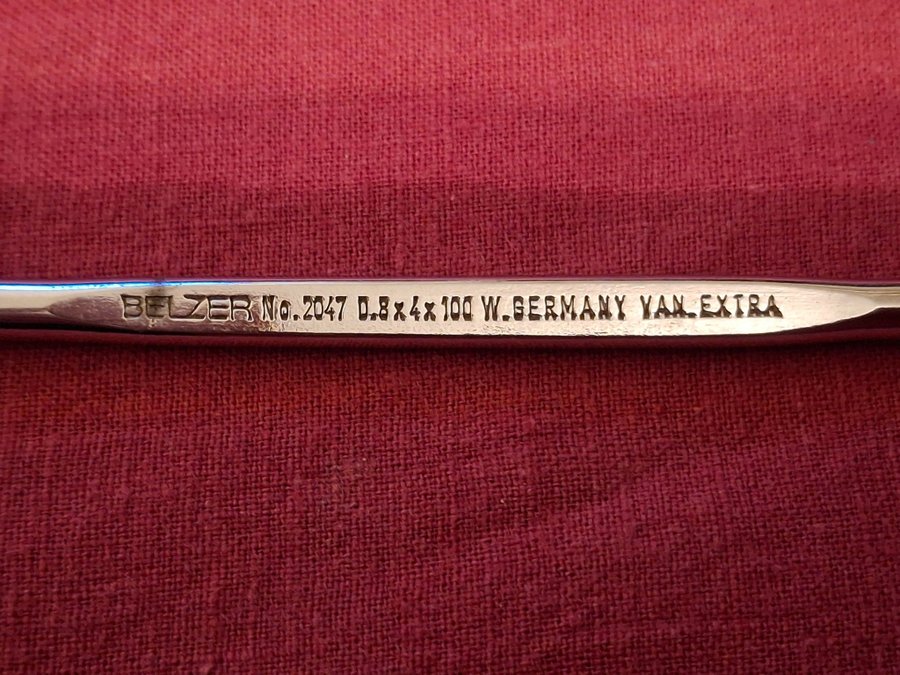 BELZER No. 2047 0.8x4x100 W.GERMANY VAN.EXTRA